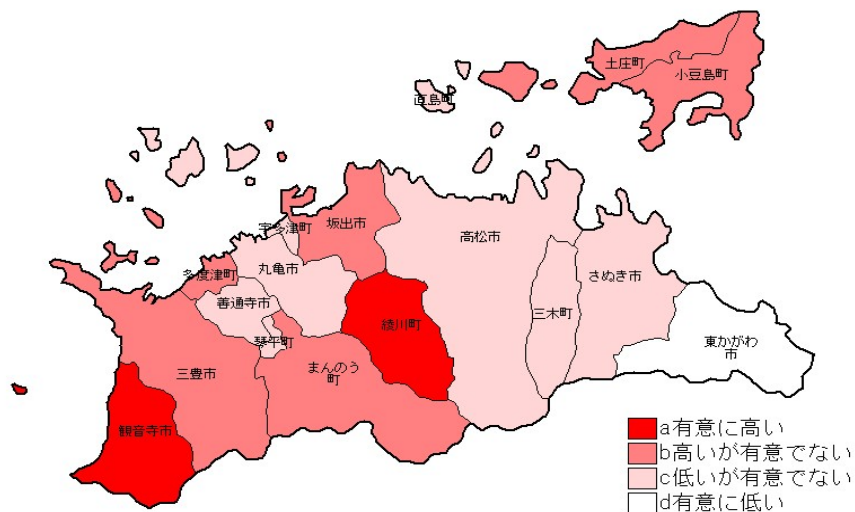 土庄町
小豆島町
直島町
宇多津町
坂出市
高松市
多度津町
丸亀市
さぬき市
善通寺市
三木町
綾川町
琴平町
東かがわ
市
三豊市
まんのう
町
観音寺市
a有意に高い
b高いが有意でない
c低いが有意でない
d有意に低い